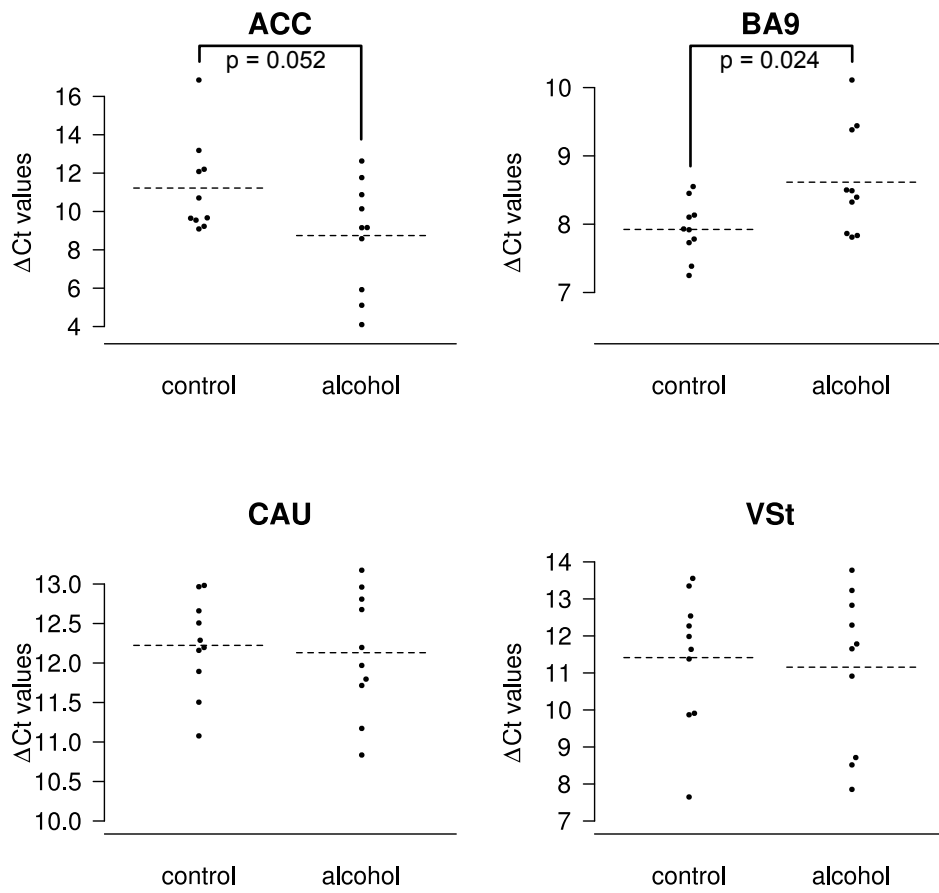 ACC
p = 0.052
16
14
12
10
8
6
4
ΔCt values
control alcohol
BA9
p = 0.024
10
9
8
7
ΔCt values
control alcohol
CAU
13.0
12.5
12.0
11.5
11.0
10.5
10.0
ΔCt values
control alcohol
VSt
14
13
12
11
10
9
8
7
ΔCt values
control alcohol